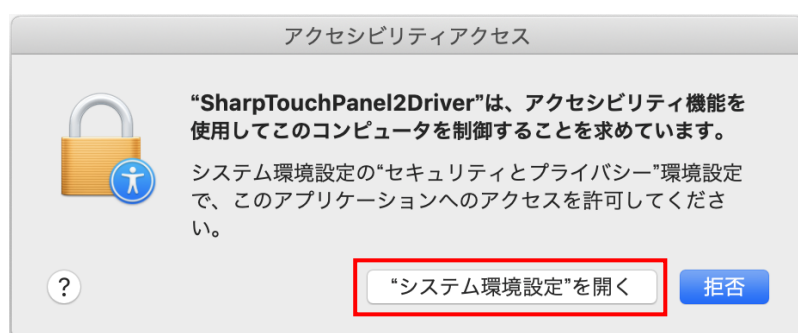 アクセシビリティアクセス
“SharpTouchPanel2Driver”は、アクセシビリティ機能を
使用してこのコンピュータを制御することを求めています。
システム環境設定の“セキュリティとプライバシー”環境設定
で、このアプリケーションへのアクセスを許可してくださ
い。
?
“システム環境設定”を開く
拒否